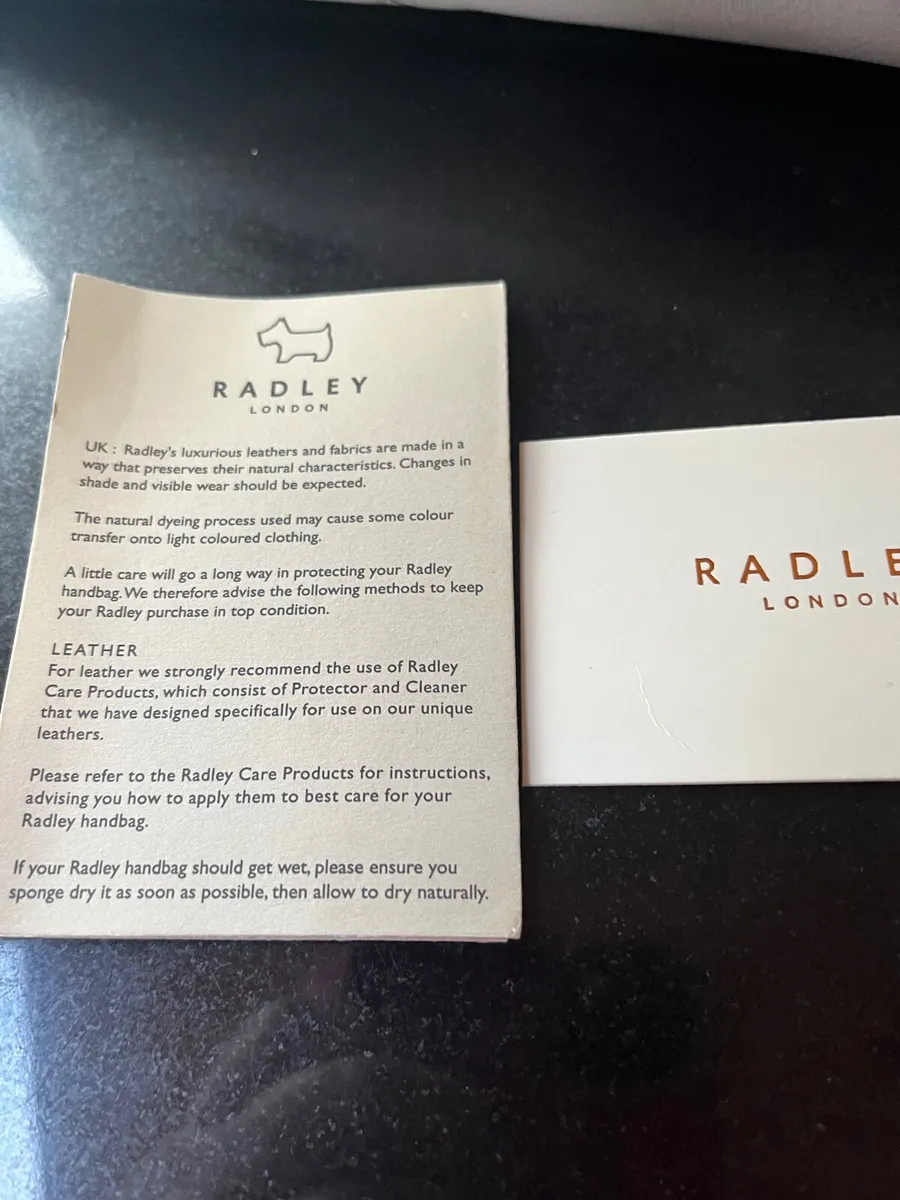 RADLEY
LONDON
UK : Radley's luxurious leathers and fabrics are made in a
way that preserves their natural characteristics. Changes in
shade and visible wear should be expected.
The natural dyeing process used may cause some colour
transfer onto light coloured clothing.
A little care will go a long way in protecting your Radley
handbag. We therefore advise the following methods to keep
your Radley purchase in top condition.
LEATHER
For leather we strongly recommend the use of Radley
Care Products, which consist of Protector and Cleaner
that we have designed specifically for use on our unique
leathers.
Please refer to the Radley Care Products for instructions,
advising you how to apply them to best care for your
Radley handbag.
If your Radley handbag should get wet, please ensure you
sponge dry it as soon as possible, then allow to dry naturally.
RADLE
LONDON